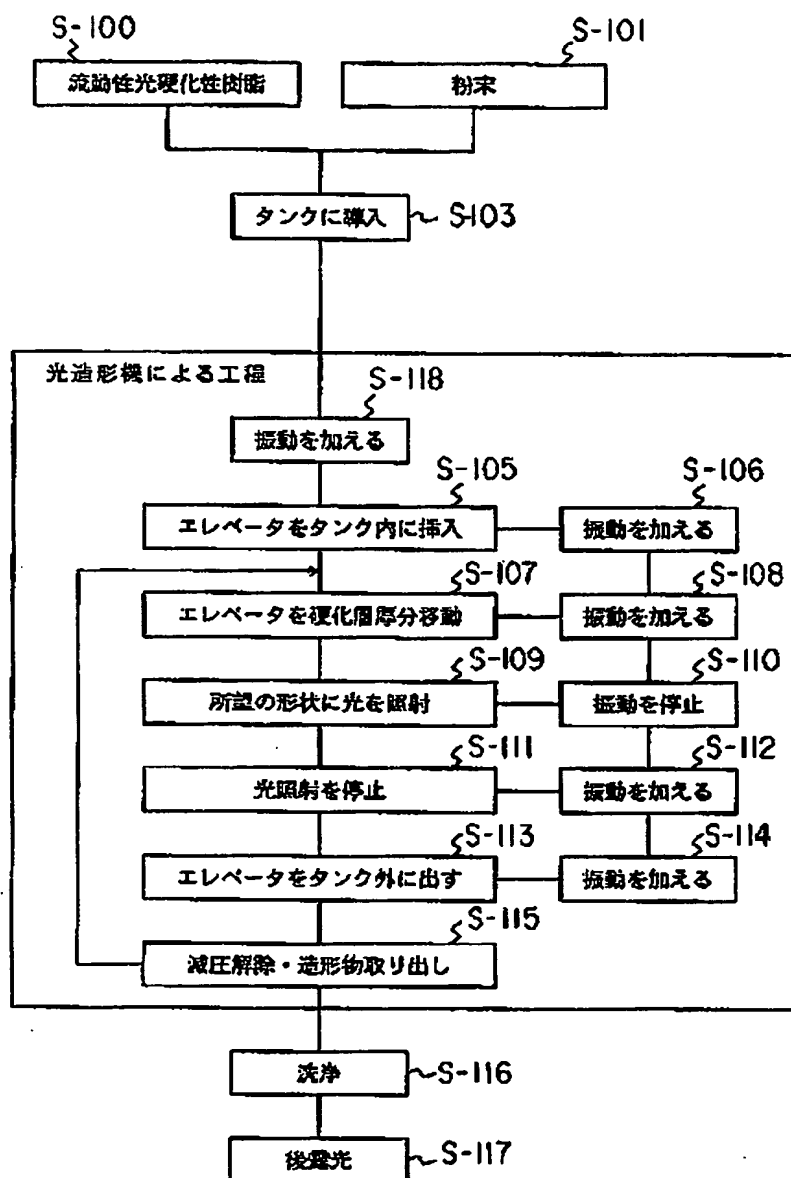 S-100
S-101
流動性光硬化性樹脂
粉末
タンクに導入
S-103
光造形機による工程
S-118
振動を加える
S-105
S-106
エレベータをタンク内に挿入
振動を加える
S-107
S-108
エレベータを硬化層厚分移動
振動を加える
S-109
S-110
所望の形状に光を照射
振動を停止
S-111
S-112
光照射を停止
振動を加える
S-113
S-114
エレベータをタンク外に出す
振動を加える
S-115
減圧解除・造形物取り出し
洗浄
S-116
後露光
S-117